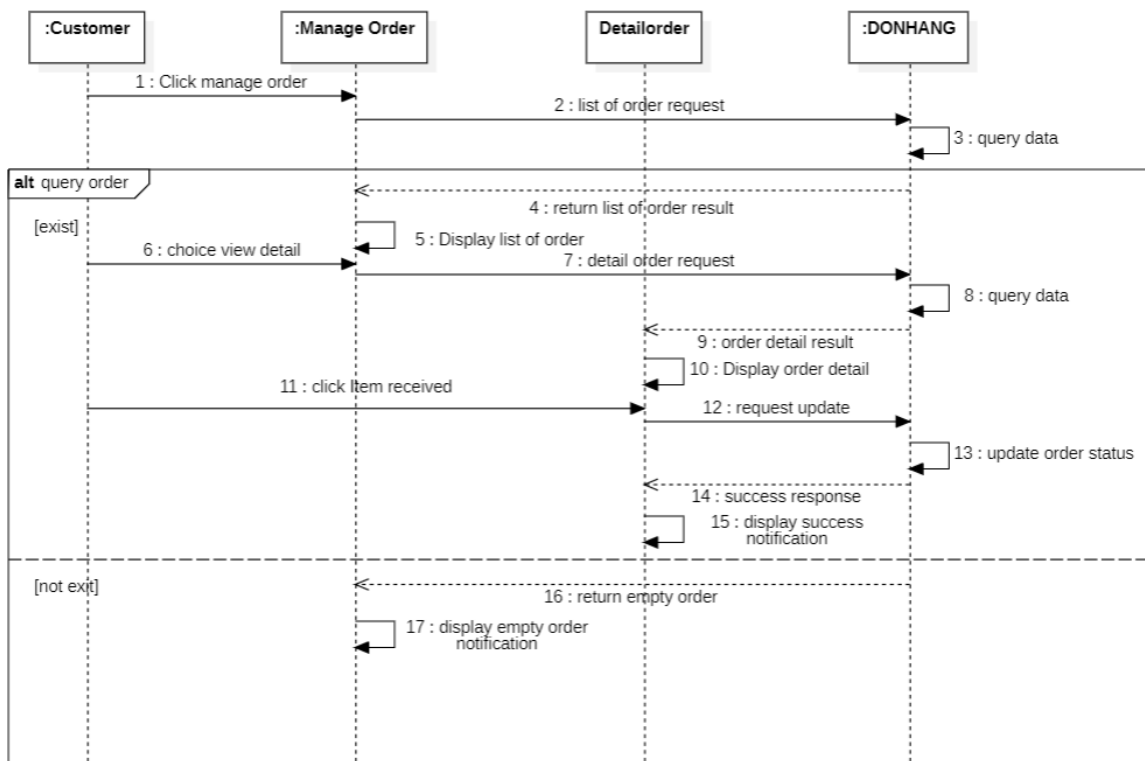 :Customer
:Manage Order
Detailorder
:DONHANG
1 : Click manage order
2 : list of order request
3 : query data
alt query order
4 : return list of order result
[exist]
5 : Display list of order
6 : choice view detail
7 : detail order request
8 : query data
9 : order detail result
10 : Display order detail
11 : click Item received
12 : request update
13 : update order status
14 : success response
15 : display success
notification
[not exit]
16 : return empty order
17 : display empty order
notification